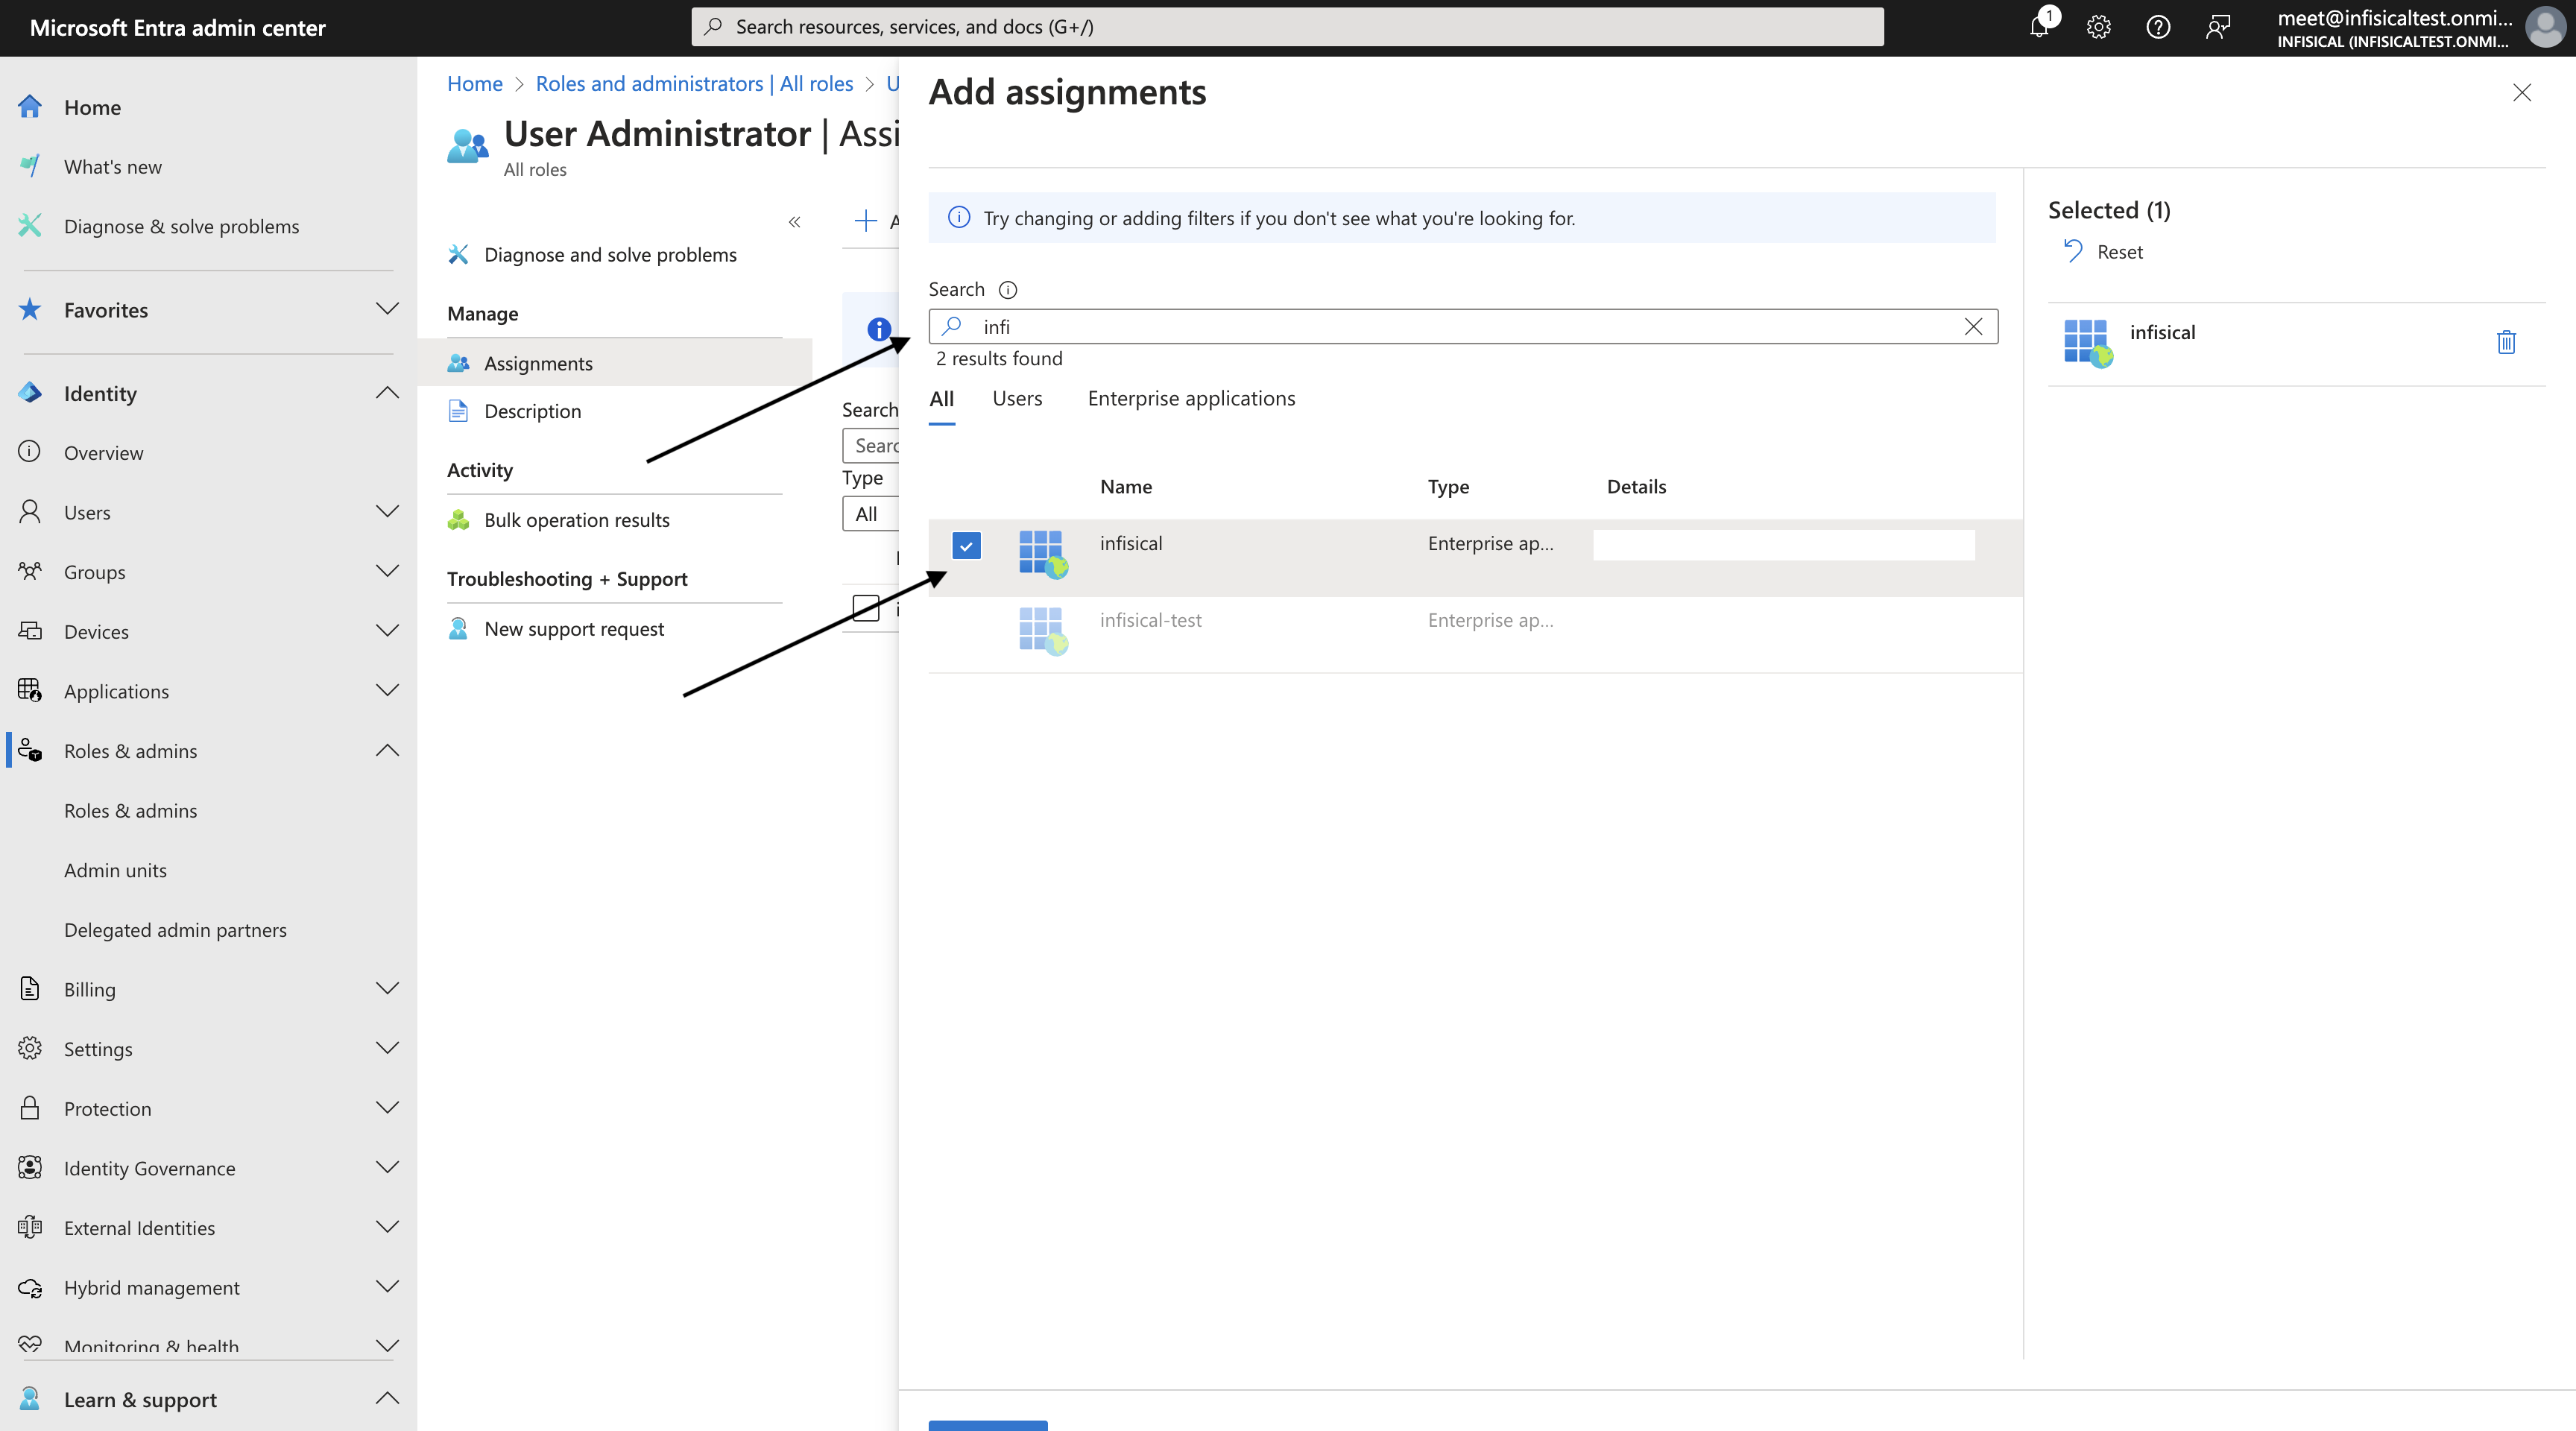 Microsoft Entra admin center
Search resources, services, and docs (G+/)
1
meet@infisicaltest.onmi...
INFISICAL (INFISICALTEST.ONMI...
Home
What's new
Diagnose & solve problems
Favorites
Identity
Overview
Users
Groups
Devices
Applications
Roles & admins
Roles & admins
Admin units
Delegated admin partners
Billing
Settings
Protection
Identity Governance
External Identities
Hybrid management
Monitoring & health
Learn & support
Home > Roles and administrators | All roles > U
User Administrator | Assi
All roles
Diagnose and solve problems
Manage
Assignments
Description
Activity
Bulk operation results
Troubleshooting + Support
New support request
A
Search
Searc
Type
All
Add assignments
Try changing or adding filters if you don't see what you're looking for.
Search
infi
2 results found
All Users Enterprise applications
Name Type Details
infisical Enterprise ap...
infisical-test Enterprise ap...
Selected (1)
Reset
infisical